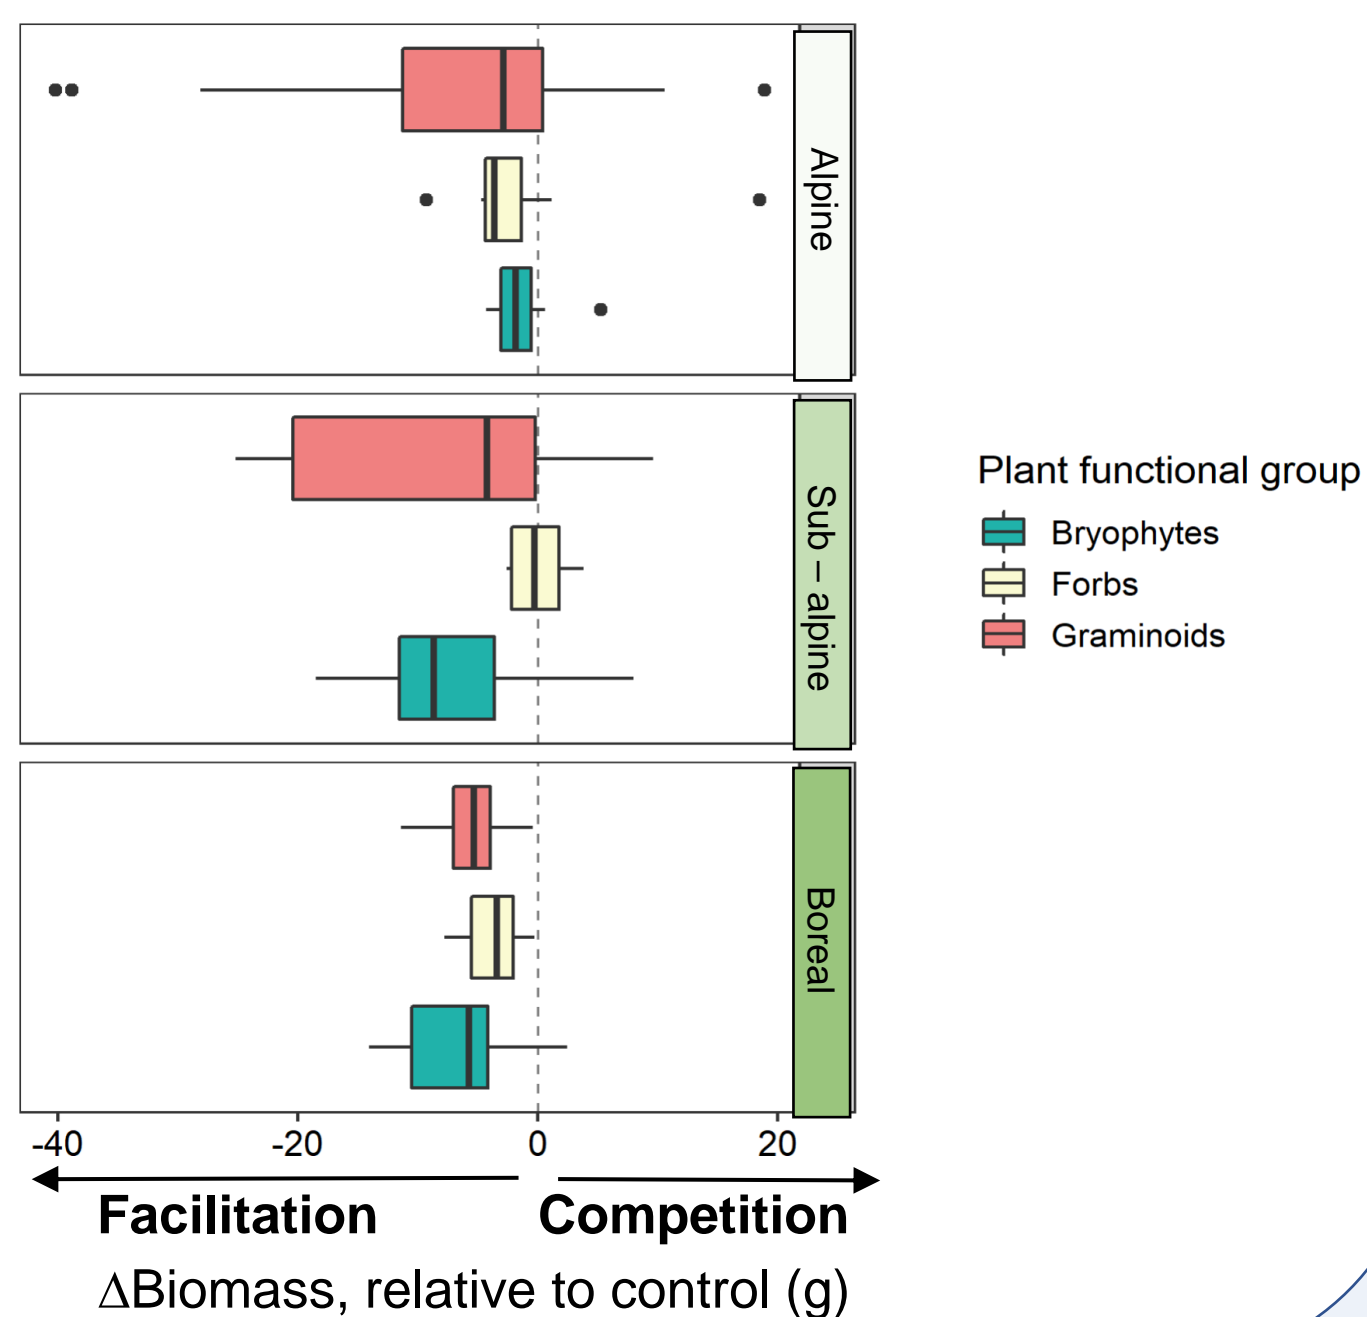 Alpine
Sub – alpine
Boreal
Plant functional group
Bryophytes
Forbs
Graminoids
-40 -20 0 20
Facilitation Competition
ΔBiomass, relative to control (g)